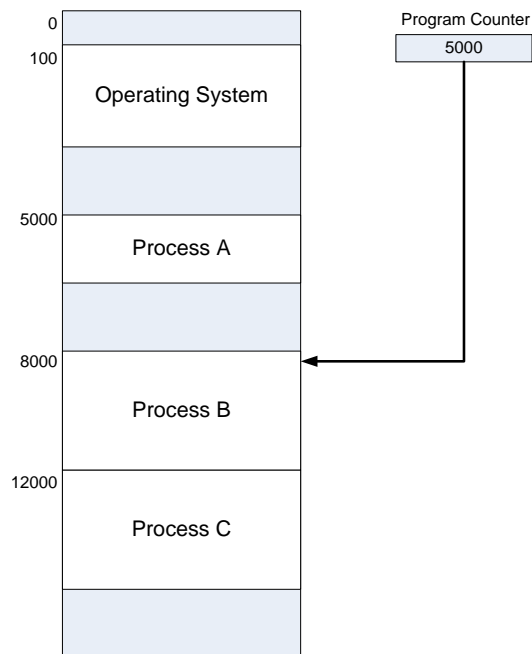 0
Program Counter
5000
100
Operating System
5000
Process A
8000
Process B
12000
Process C